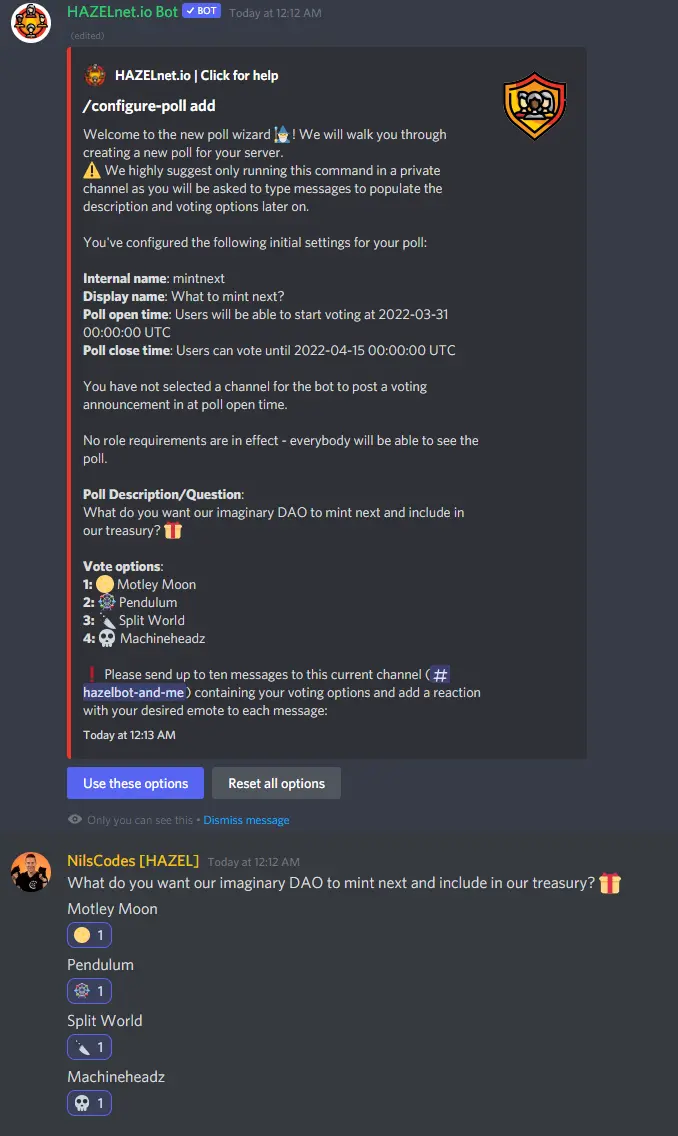 HAZELnet.io Bot ✓ BOT Today at 12:12 AM
(edited)
HAZELnet.io | Click for help
/configure-poll add
Welcome to the new poll wizard 🧙‍♂️! We will walk you through
creating a new poll for your server.
⚠️ We highly suggest only running this command in a private
channel as you will be asked to type messages to populate the
description and voting options later on.
You've configured the following initial settings for your poll:
Internal name: mintnext
Display name: What to mint next?
Poll open time: Users will be able to start voting at 2022-03-31
00:00:00 UTC
Poll close time: Users can vote until 2022-04-15 00:00:00 UTC
You have not selected a channel for the bot to post a voting
announcement in at poll open time.
No role requirements are in effect - everybody will be able to see the
poll.
Poll Description/Question:
What do you want our imaginary DAO to mint next and include in
our treasury? 🎁
Vote options:
1: 🟡 Motley Moon
2: 🎡 Pendulum
3: 🔪 Split World
4: 💀 Machineheadz
❗ Please send up to ten messages to this current channel (#
hazelbot-and-me) containing your voting options and add a reaction
with your desired emote to each message:
Today at 12:13 AM
Use these options Reset all options
Only you can see this • Dismiss message
NilsCodes [HAZEL] Today at 12:12 AM
What do you want our imaginary DAO to mint next and include in our treasury? 🎁
Motley Moon
🟡 1
Pendulum
🎡 1
Split World
🔪 1
Machineheadz
💀 1